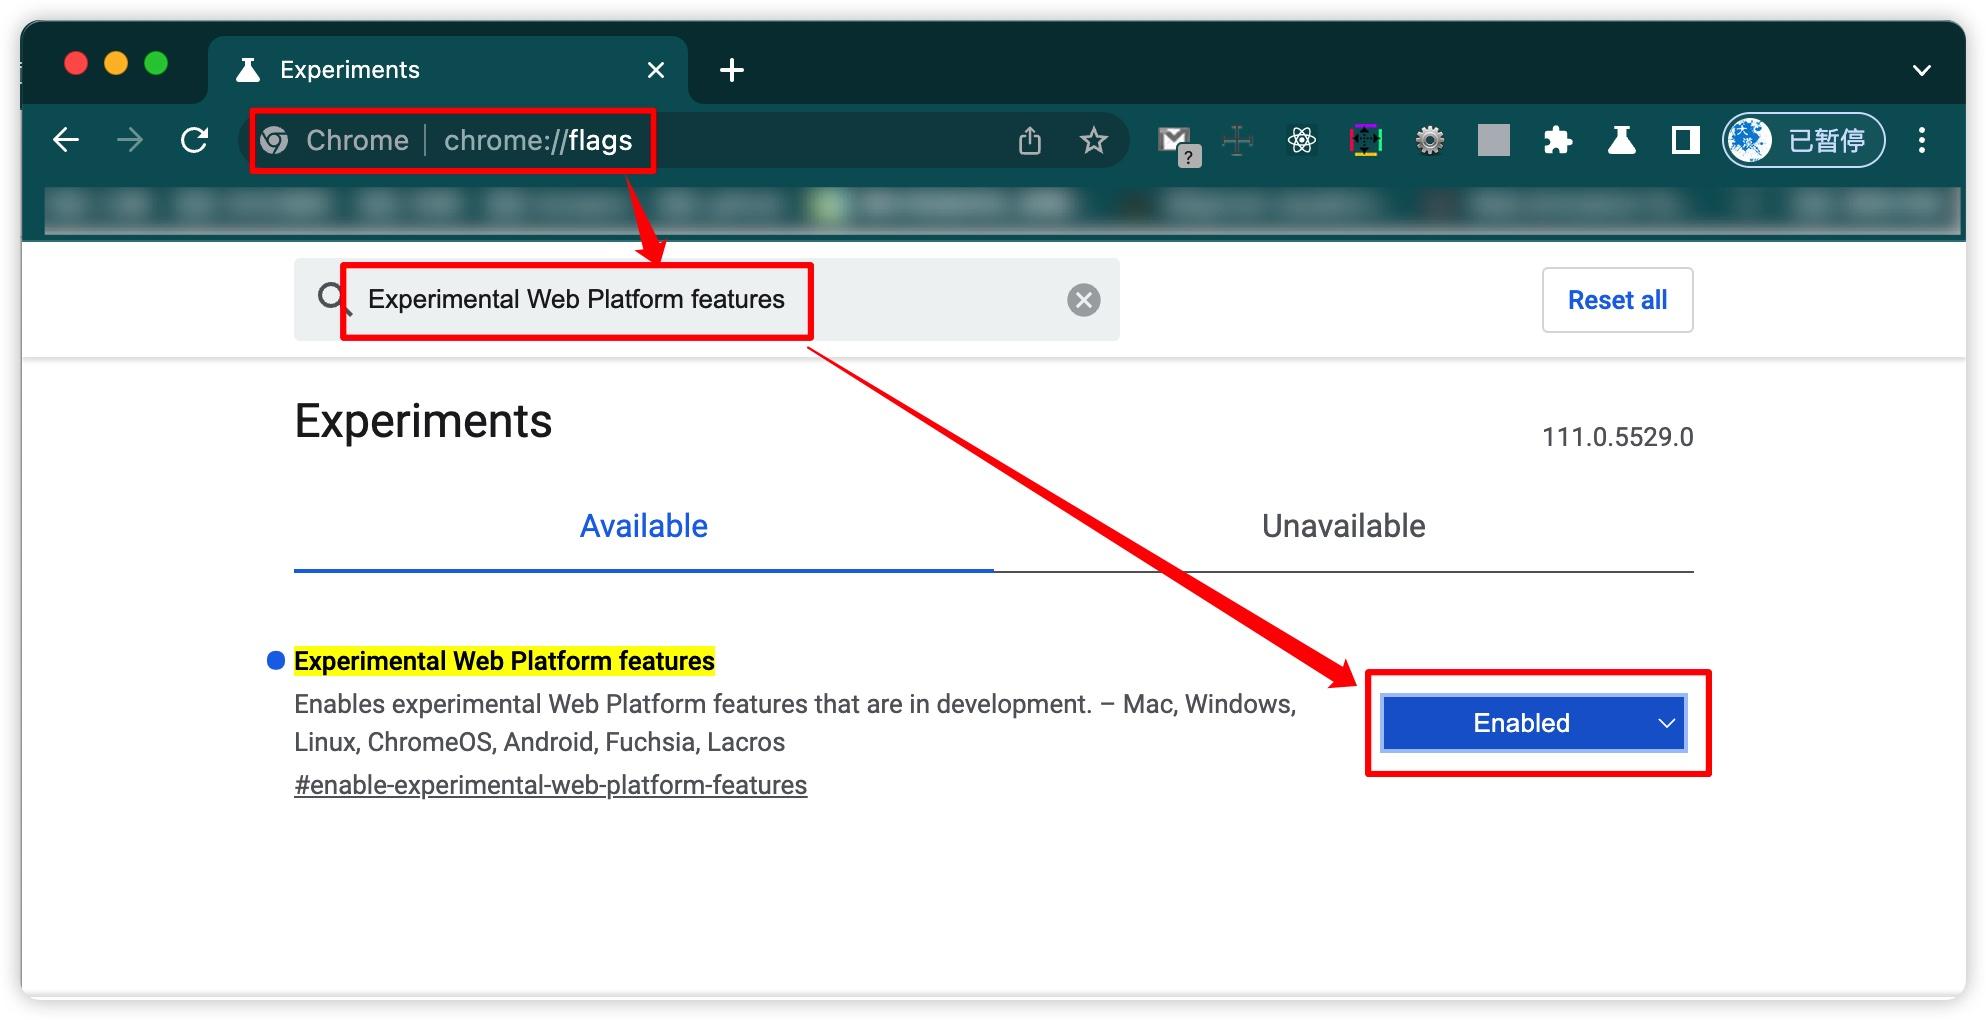 Experiments
Chrome | chrome://flags
?
大漠
已暂停
Experimental Web Platform features
Reset all
Experiments
111.0.5529.0
Available
Unavailable
Experimental Web Platform features
Enables experimental Web Platform features that are in development. – Mac, Windows,
Linux, ChromeOS, Android, Fuchsia, Lacros
Enabled
#enable-experimental-web-platform-features